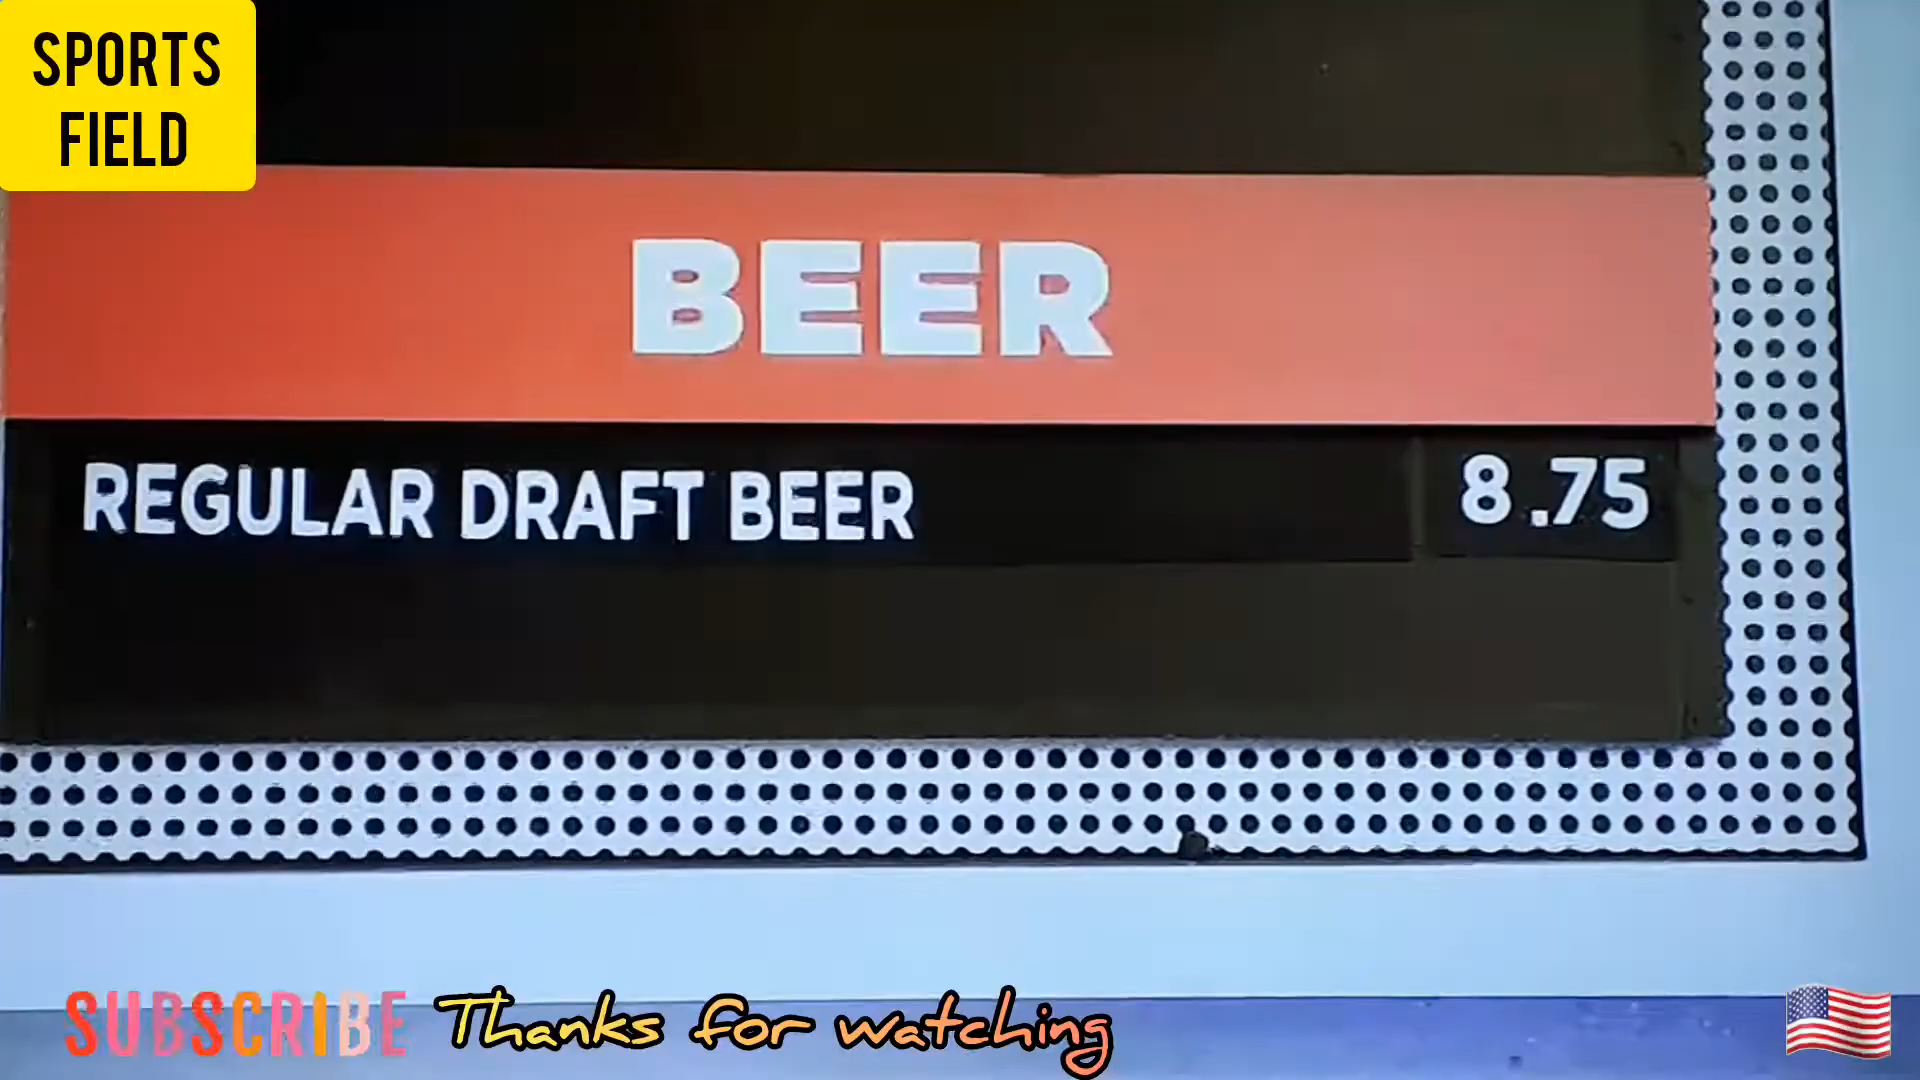 SPORTS
FIELD
BEER
REGULAR DRAFT BEER 8.75
SUBSCRIBE Thanks for watching